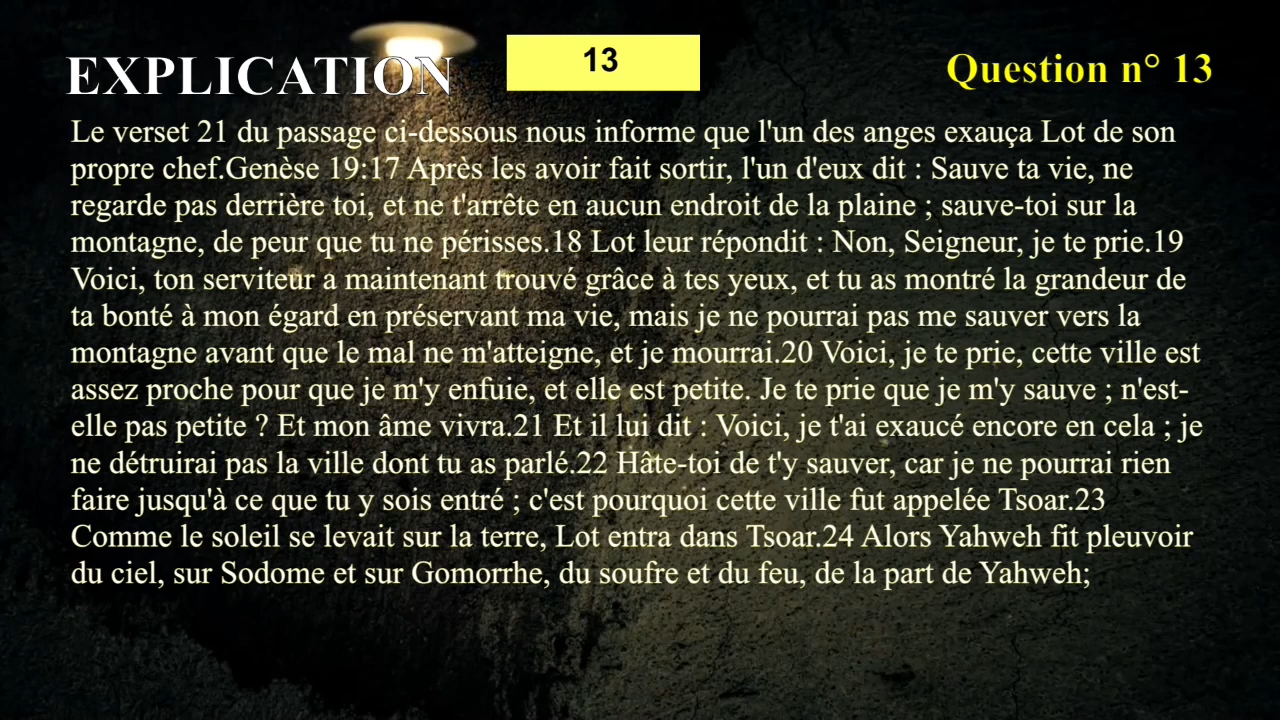 EXPLICATION
13
Question n° 13
Le verset 21 du passage ci-dessous nous informe que l'un des anges exauça Lot de son
propre chef.Genèse 19:17 Après les avoir fait sortir, l'un d'eux dit : Sauve ta vie, ne
regarde pas derrière toi, et ne t'arrête en aucun endroit de la plaine ; sauve-toi sur la
montagne, de peur que tu ne périsses.18 Lot leur répondit : Non, Seigneur, je te prie.19
Voici, ton serviteur a maintenant trouvé grâce à tes yeux, et tu as montré la grandeur de
ta bonté à mon égard en préservant ma vie, mais je ne pourrai pas me sauver vers la
montagne avant que le mal ne m'atteigne, et je mourrai.20 Voici, je te prie, cette ville est
assez proche pour que je m'y enfuie, et elle est petite. Je te prie que je m'y sauve ; n'est-
elle pas petite ? Et mon âme vivra.21 Et il lui dit : Voici, je t'ai exaucé encore en cela ; je
ne détruirai pas la ville dont tu as parlé.22 Hâte-toi de t'y sauver, car je ne pourrai rien
faire jusqu'à ce que tu y sois entré ; c'est pourquoi cette ville fut appelée Tsoar.23
Comme le soleil se levait sur la terre, Lot entra dans Tsoar.24 Alors Yahweh fit pleuvoir
du ciel, sur Sodome et sur Gomorrhe, du soufre et du feu, de la part de Yahweh;